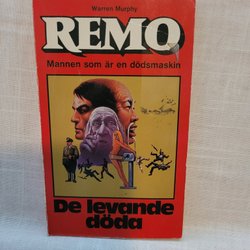 Warren Murphy
REMO
Mannen som är en dödsmaskin
De levande
döda